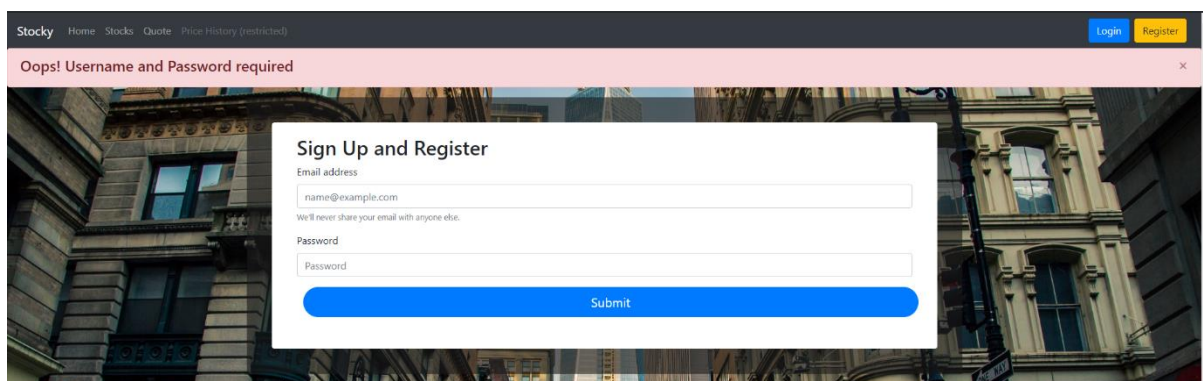 Stocky Home Stocks Quote Price History (restricted) Login Register
Oops! Username and Password required ×
Sign Up and Register
Email address
name@example.com
We'll never share your email with anyone else.
Password
Password
Submit